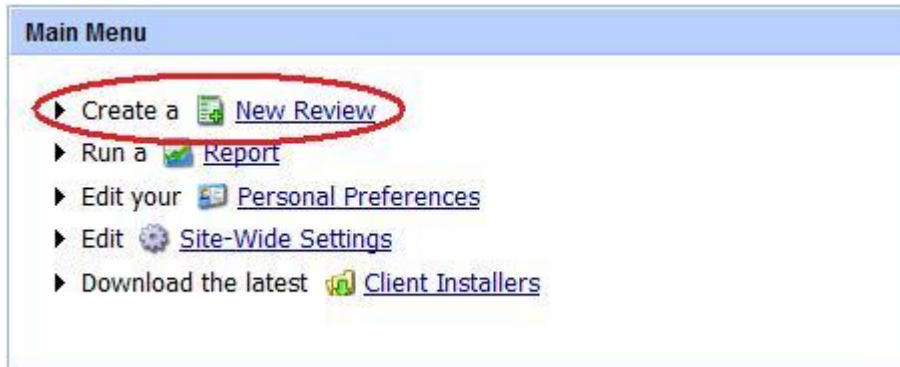 Main Menu
Create a New Review
Run a Report
Edit your Personal Preferences
Edit Site-Wide Settings
Download the latest Client Installers